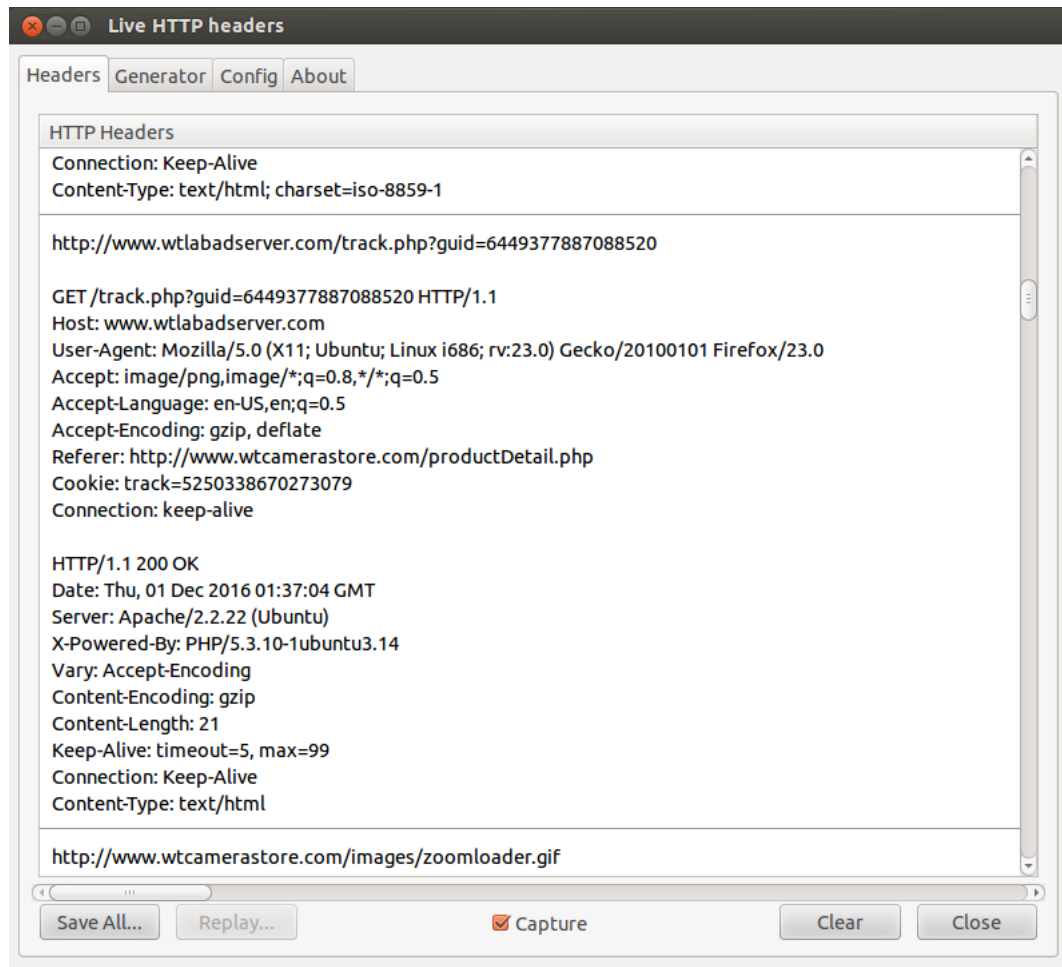 Live HTTP headers
Headers Generator Config About
HTTP Headers
Connection: Keep-Alive
Content-Type: text/html; charset=iso-8859-1
http://www.wtlabadserver.com/track.php?guid=6449377887088520
GET /track.php?guid=6449377887088520 HTTP/1.1
Host: www.wtlabadserver.com
User-Agent: Mozilla/5.0 (X11; Ubuntu; Linux i686; rv:23.0) Gecko/20100101 Firefox/23.0
Accept: image/png,image/*;q=0.8,*/*;q=0.5
Accept-Language: en-US,en;q=0.5
Accept-Encoding: gzip, deflate
Referer: http://www.wtcamerastore.com/productDetail.php
Cookie: track=5250338670273079
Connection: keep-alive
HTTP/1.1 200 OK
Date: Thu, 01 Dec 2016 01:37:04 GMT
Server: Apache/2.2.22 (Ubuntu)
X-Powered-By: PHP/5.3.10-1ubuntu3.14
Vary: Accept-Encoding
Content-Encoding: gzip
Content-Length: 21
Keep-Alive: timeout=5, max=99
Connection: Keep-Alive
Content-Type: text/html
http://www.wtcamerastore.com/images/zoomloader.gif
Save All... Replay... Capture Clear Close